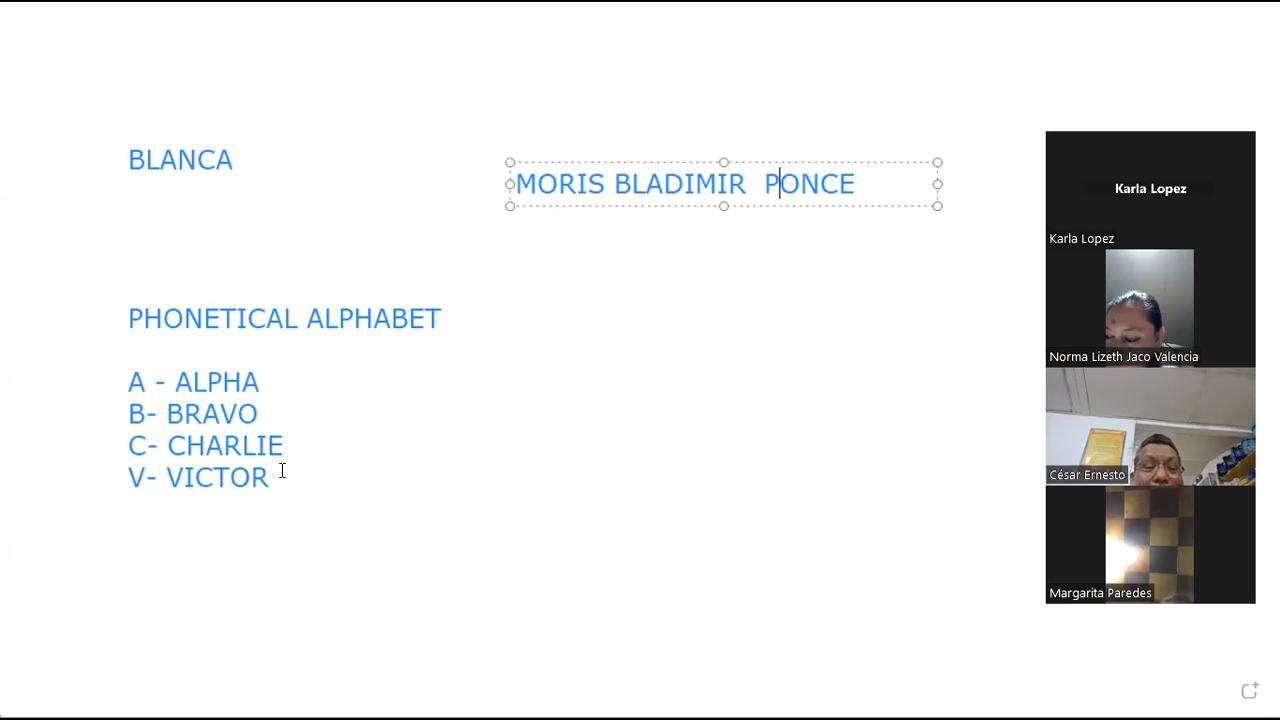 BLANCA
MORIS BLADIMIR  PONCE
PHONETICAL ALPHABET
A - ALPHA
B- BRAVO
C- CHARLIE
V- VICTOR
Karla Lopez
Karla Lopez
Norma Lizeth Jaco Valencia
César Ernesto
Margarita Paredes